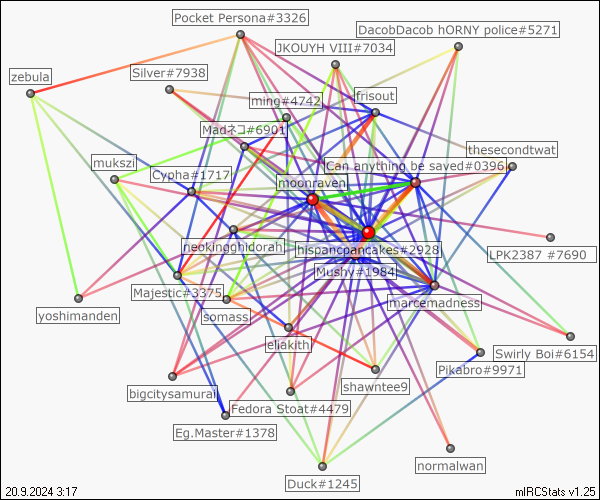 Pocket Persona#3326
DacobDacob hORNY police#5271
JKOUYH VIII#7034
zebula
Silver#7938
ming#4742
frisout
Madネコ#6901
thesecondtwat
mukszi
Cypha#1717
Can anything be saved#0396
moonraven
neokingghidorah
hispancpancakes#2928
LPK2387 #7690
Mushy#1984
Majestic#3375
marcemadness
yoshimanden
somass
eliakith
Swirly Boi#6154
Pikabro#9971
bigcitysamurai
shawntee9
Fedora Stoat#4479
Eg.Master#1378
normalwan
Duck#1245
20.9.2024 3:17
mIRCStats v1.25